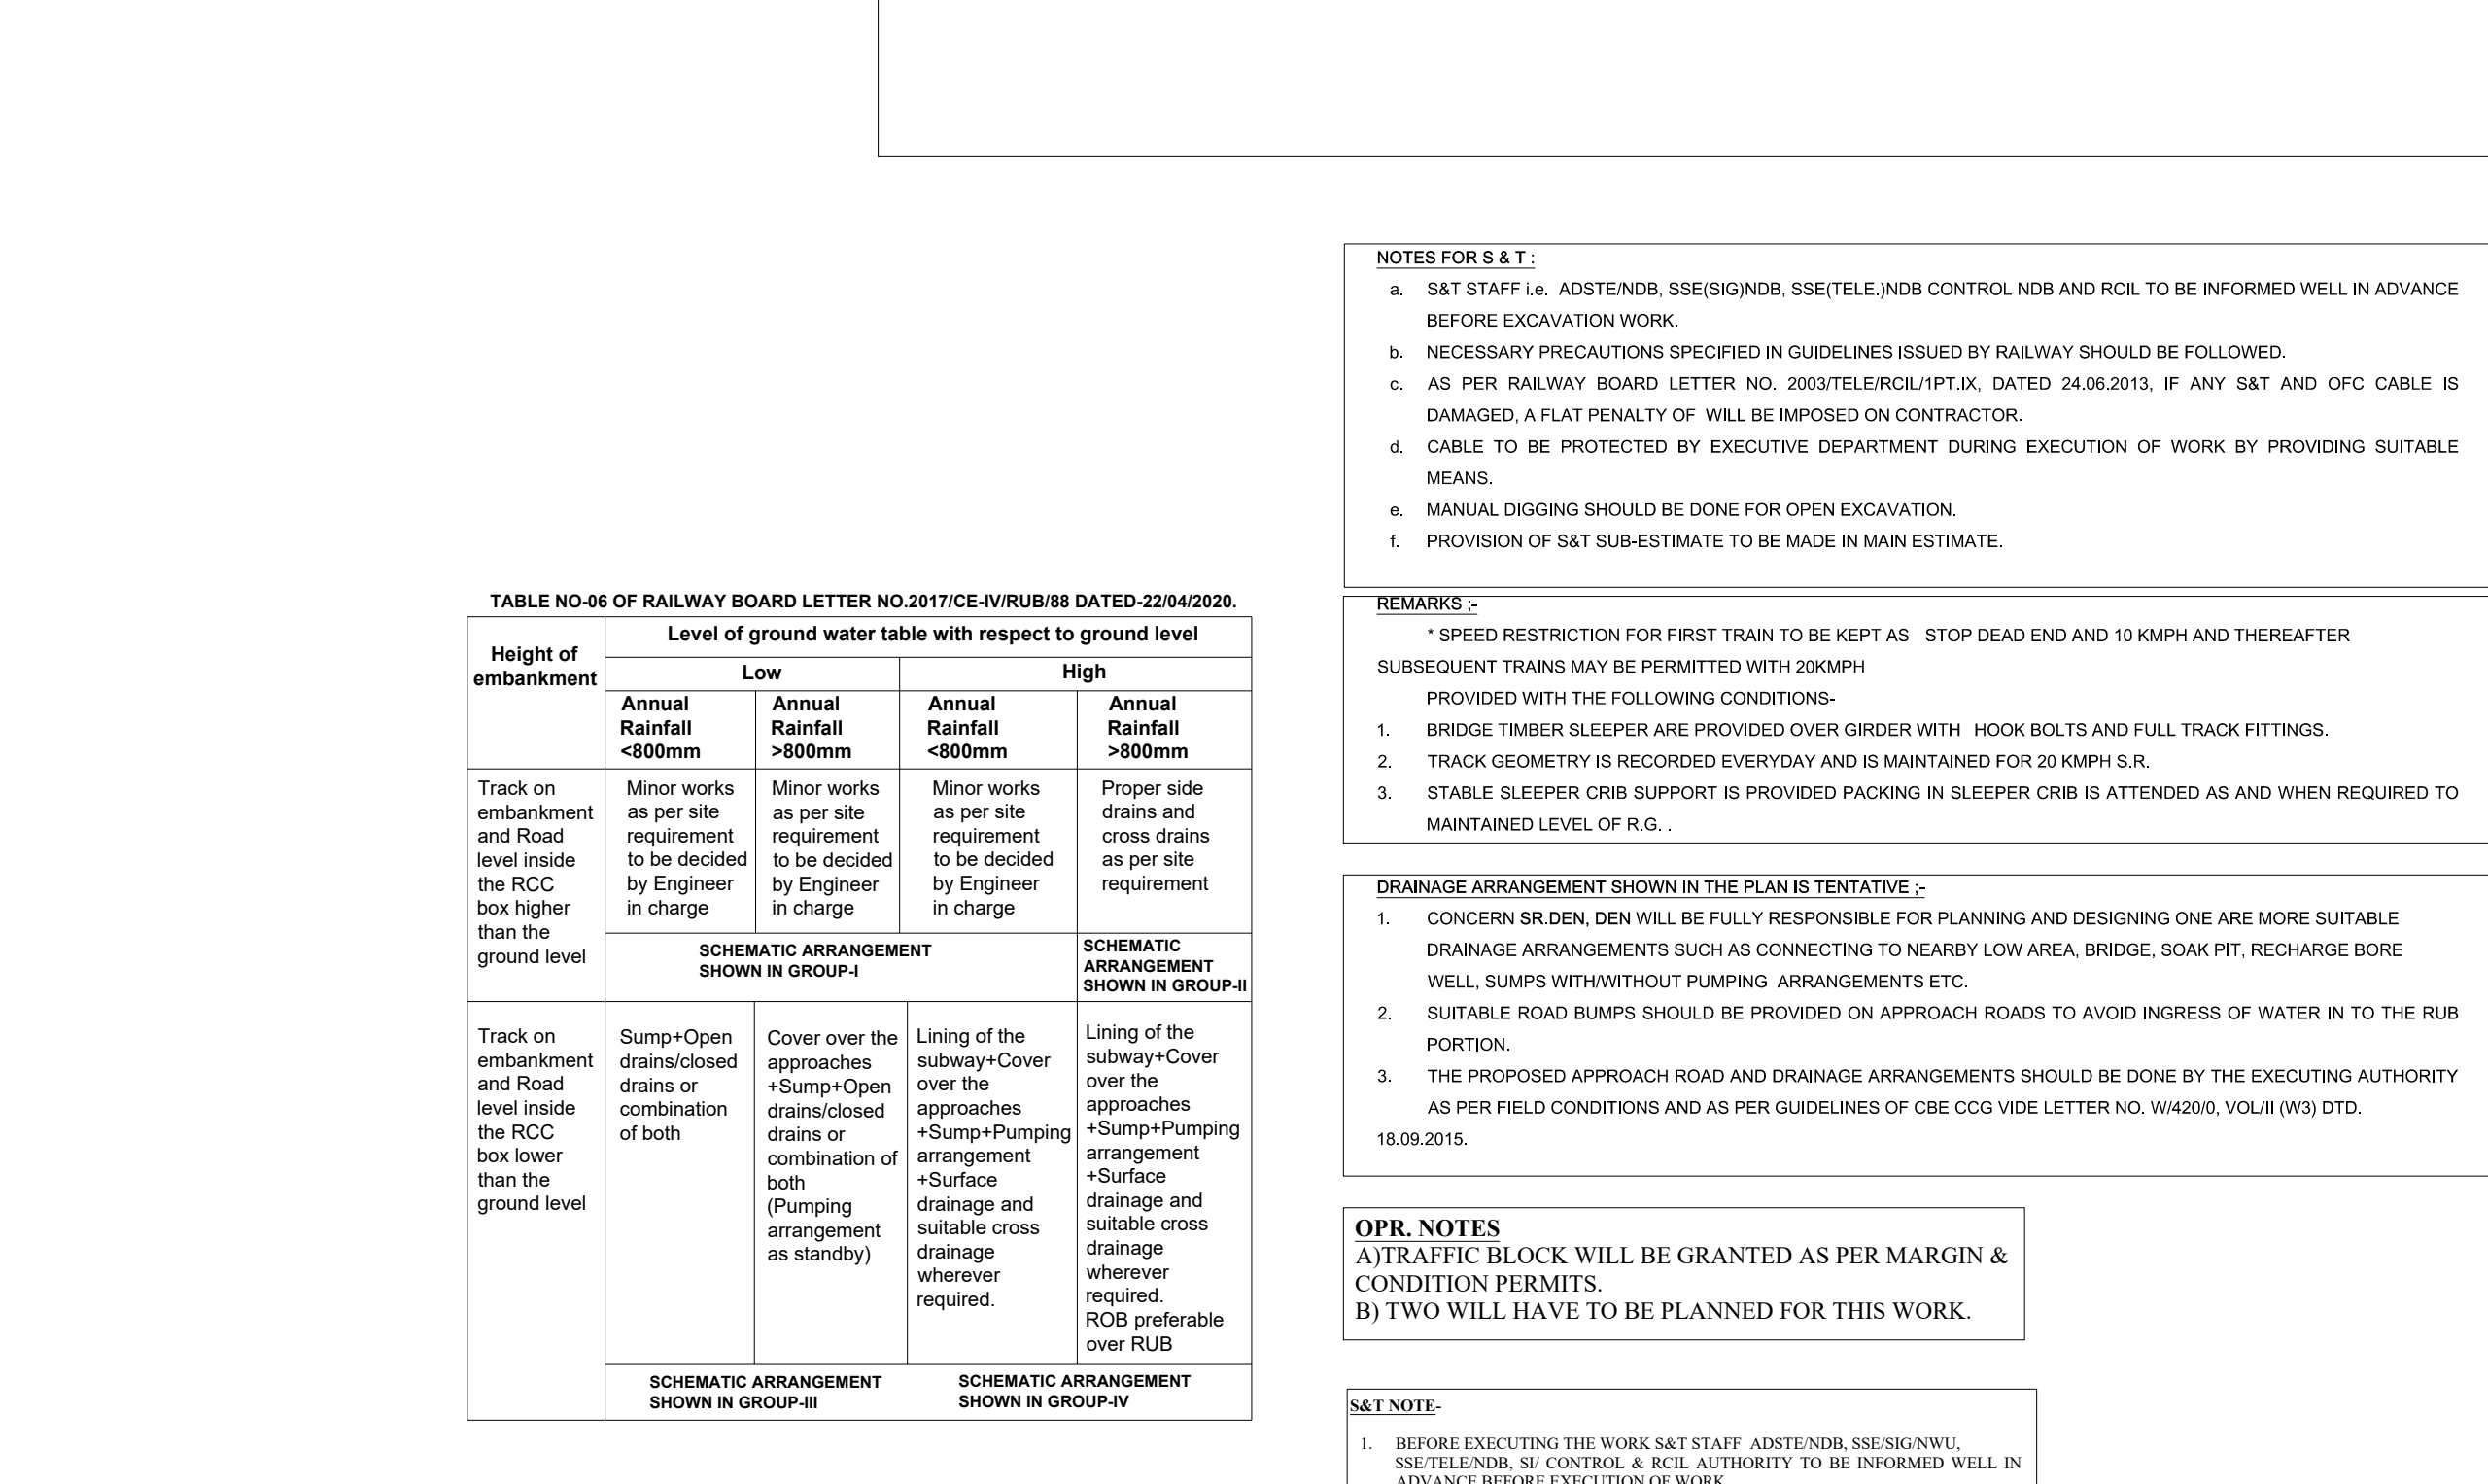 TABLE NO-06 OF RAILWAY BOARD LETTER NO.2017/CE-IV/RUB/88 DATED-22/04/2020.
Height of
embankment
Level of ground water table with respect to ground level
Low
High
Annual
Rainfall
<800mm
Annual
Rainfall
>800mm
Annual
Rainfall
<800mm
Annual
Rainfall
>800mm
Track on
embankment
and Road
level inside
the RCC
box higher
than the
ground level
Minor works
as per site
requirement
to be decided
by Engineer
in charge
Minor works
as per site
requirement
to be decided
by Engineer
in charge
Minor works
as per site
requirement
to be decided
by Engineer
in charge
Proper side
drains and
cross drains
as per site
requirement
SCHEMATIC ARRANGEMENT
SHOWN IN GROUP-I
SCHEMATIC
ARRANGEMENT
SHOWN IN GROUP-II
Track on
embankment
and Road
level inside
the RCC
box lower
than the
ground level
Sump+Open
drains/closed
drains or
combination
of both
Cover over the
approaches
+Sump+Open
drains/closed
drains or
combination of
both
(Pumping
arrangement
as standby)
Lining of the
subway+Cover
over the
approaches
+Sump+Pumping
arrangement
+Surface
drainage and
suitable cross
drainage
wherever
required.
Lining of the
subway+Cover
over the
approaches
+Sump+Pumping
arrangement
+Surface
drainage and
suitable cross
drainage
wherever
required.
ROB preferable
over RUB
SCHEMATIC ARRANGEMENT
SHOWN IN GROUP-III
SCHEMATIC ARRANGEMENT
SHOWN IN GROUP-IV
NOTES FOR S & T :
a. S&T STAFF i.e. ADSTE/NDB, SSE(SIG)NDB, SSE(TELE.)NDB CONTROL NDB AND RCIL TO BE INFORMED WELL IN ADVANCE
BEFORE EXCAVATION WORK.
b. NECESSARY PRECAUTIONS SPECIFIED IN GUIDELINES ISSUED BY RAILWAY SHOULD BE FOLLOWED.
c. AS PER RAILWAY BOARD LETTER NO. 2003/TELE/RCIL/1PT.IX, DATED 24.06.2013, IF ANY S&T AND OFC CABLE IS
DAMAGED, A FLAT PENALTY OF WILL BE IMPOSED ON CONTRACTOR.
d. CABLE TO BE PROTECTED BY EXECUTIVE DEPARTMENT DURING EXECUTION OF WORK BY PROVIDING SUITABLE
MEANS.
e. MANUAL DIGGING SHOULD BE DONE FOR OPEN EXCAVATION.
f. PROVISION OF S&T SUB-ESTIMATE TO BE MADE IN MAIN ESTIMATE.
REMARKS ;-
* SPEED RESTRICTION FOR FIRST TRAIN TO BE KEPT AS STOP DEAD END AND 10 KMPH AND THEREAFTER
SUBSEQUENT TRAINS MAY BE PERMITTED WITH 20KMPH
PROVIDED WITH THE FOLLOWING CONDITIONS-
1. BRIDGE TIMBER SLEEPER ARE PROVIDED OVER GIRDER WITH HOOK BOLTS AND FULL TRACK FITTINGS.
2. TRACK GEOMETRY IS RECORDED EVERYDAY AND IS MAINTAINED FOR 20 KMPH S.R.
3. STABLE SLEEPER CRIB SUPPORT IS PROVIDED PACKING IN SLEEPER CRIB IS ATTENDED AS AND WHEN REQUIRED TO
MAINTAINED LEVEL OF R.G. .
DRAINAGE ARRANGEMENT SHOWN IN THE PLAN IS TENTATIVE ;-
1. CONCERN SR.DEN, DEN WILL BE FULLY RESPONSIBLE FOR PLANNING AND DESIGNING ONE ARE MORE SUITABLE
DRAINAGE ARRANGEMENTS SUCH AS CONNECTING TO NEARBY LOW AREA, BRIDGE, SOAK PIT, RECHARGE BORE
WELL, SUMPS WITH/WITHOUT PUMPING ARRANGEMENTS ETC.
2. SUITABLE ROAD BUMPS SHOULD BE PROVIDED ON APPROACH ROADS TO AVOID INGRESS OF WATER IN TO THE RUB
PORTION.
3. THE PROPOSED APPROACH ROAD AND DRAINAGE ARRANGEMENTS SHOULD BE DONE BY THE EXECUTING AUTHORITY
AS PER FIELD CONDITIONS AND AS PER GUIDELINES OF CBE CCG VIDE LETTER NO. W/420/0, VOL/II (W3) DTD.
18.09.2015.
OPR. NOTES
A)TRAFFIC BLOCK WILL BE GRANTED AS PER MARGIN &
CONDITION PERMITS.
B) TWO WILL HAVE TO BE PLANNED FOR THIS WORK.
S&T NOTE-
1. BEFORE EXECUTING THE WORK S&T STAFF ADSTE/NDB, SSE/SIG/NWU,
SSE/TELE/NDB, SI/ CONTROL & RCIL AUTHORITY TO BE INFORMED WELL IN
ADVANCE BEFORE EXECUTION OF WORK